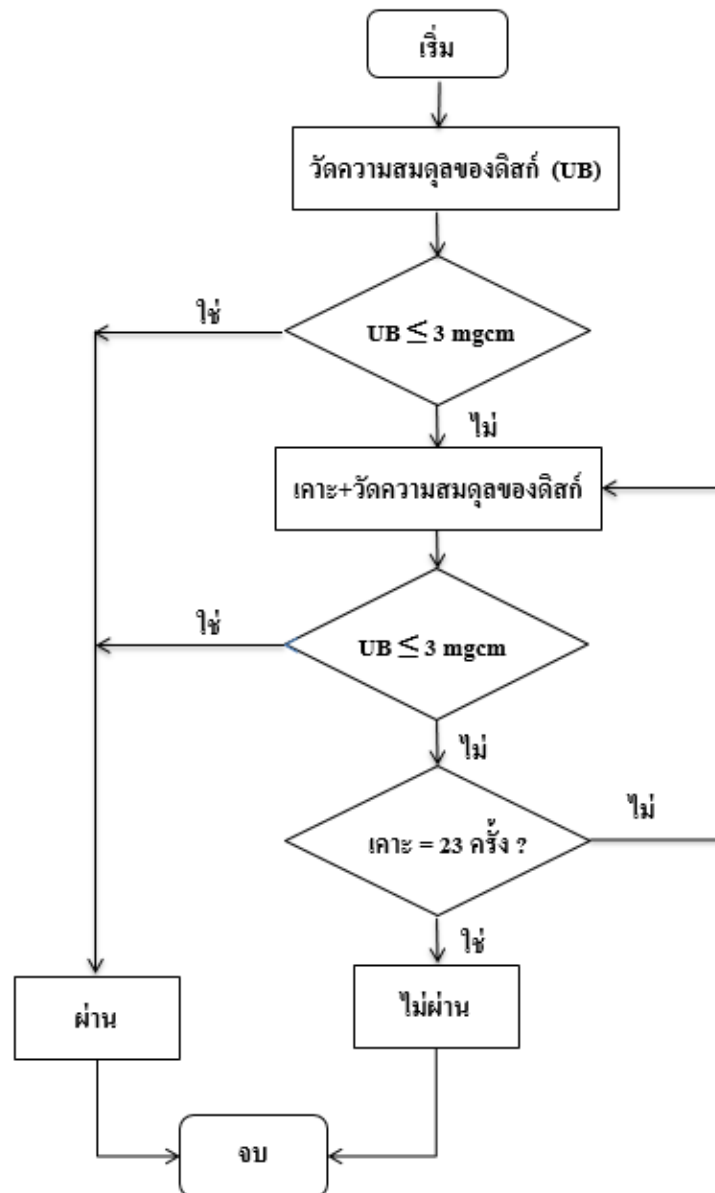 เริ่ม
วัดความสมดุลของดิสก์ (UB)
ใช่
UB ≤ 3 mgcm
ไม่
เคาะ+วัดความสมดุลของดิสก์
ใช่
UB ≤ 3 mgcm
ไม่
เคาะ = 23 ครั้ง ?
ไม่
ใช่
ผ่าน
ไม่ผ่าน
จบ